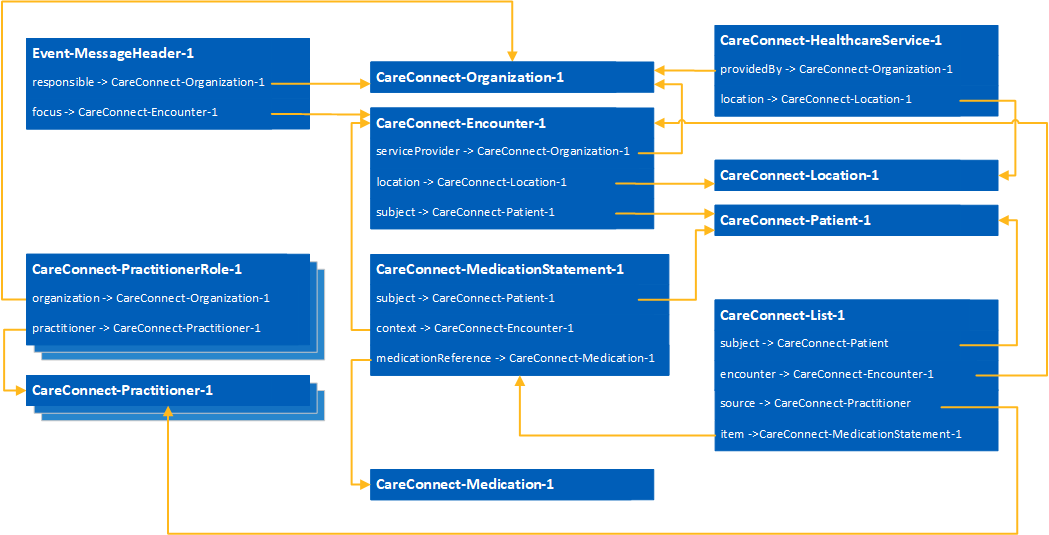 Event-MessageHeader-1
responsible -> CareConnect-Organization-1
focus -> CareConnect-Encounter-1
CareConnect-Organization-1
CareConnect-Encounter-1
serviceProvider -> CareConnect-Organization-1
location -> CareConnect-Location-1
subject -> CareConnect-Patient-1
CareConnect-HealthcareService-1
providedBy -> CareConnect-Organization-1
location -> CareConnect-Location-1
CareConnect-Location-1
CareConnect-Patient-1
CareConnect-PractitionerRole-1
organization -> CareConnect-Organization-1
practitioner -> CareConnect-Practitioner-1
CareConnect-Practitioner-1
CareConnect-MedicationStatement-1
subject -> CareConnect-Patient-1
context -> CareConnect-Encounter-1
medicationReference -> CareConnect-Medication-1
CareConnect-List-1
subject -> CareConnect-Patient
encounter -> CareConnect-Encounter-1
source -> CareConnect-Practitioner
item ->CareConnect-MedicationStatement-1
CareConnect-Medication-1